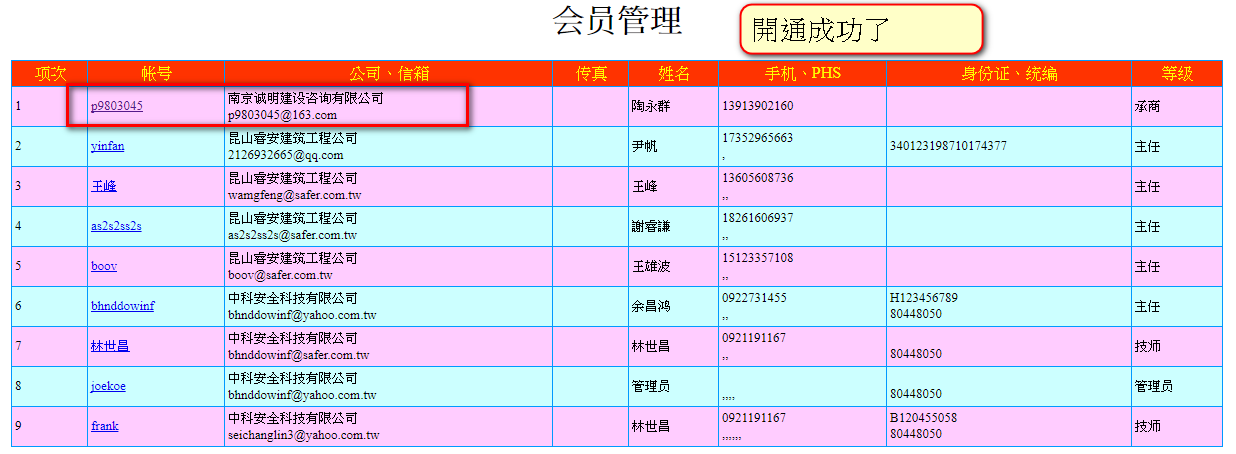 会员管理
開通成功了
项次 帐号 公司、信箱 传真 姓名 手机、PHS 身份证、统编 等级
1 p9803045 南京诚明建设咨询有限公司 陶永群 13913902160 承商
p9803045@163.com
2 yinfan 昆山睿安建筑工程公司 尹帆 17352965663 340123198710174377 主任
2126932665@qq.com ,
3 王峰 昆山睿安建筑工程公司 王峰 13605608736 主任
wamgfeng@safer.com.tw ,,
4 as2s2ss2s 昆山睿安建筑工程公司 謝睿謙 18261606937 主任
as2s2ss2s@safer.com.tw ,,
5 boov 昆山睿安建筑工程公司 王雄波 15123357108 主任
boov@safer.com.tw ,,
6 bhnddowinf 中科安全科技有限公司 余昌鸿 0922731455 H123456789 主任
bhnddowinf@yahoo.com.tw ,, 80448050
7 林世昌 中科安全科技有限公司 林世昌 0921191167 技师
bhnddowinf@safer.com.tw ,, 80448050
8 joekoe 中科安全科技有限公司 管理员 管理员
bhnddowinf@yahoo.com.tw ,,,, 80448050
9 frank 中科安全科技有限公司 林世昌 0921191167 B120455058 技师
seichanglin3@yahoo.com.tw ,,,,,, 80448050